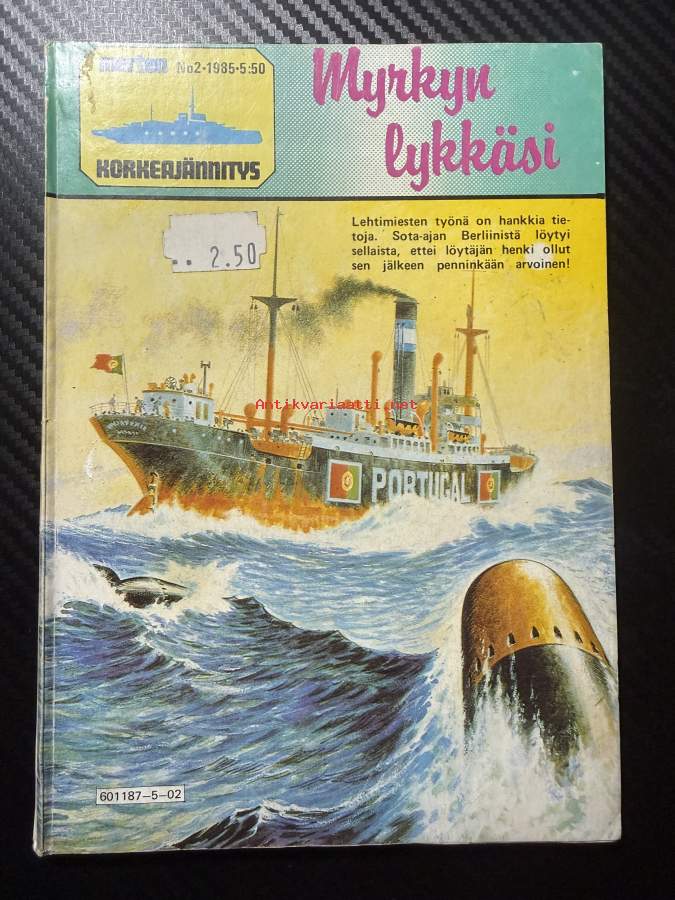 merten No2-1985-5:50
KORKEAJÄNNITYS
Myrkyn
lykkäsi
Lehtimiesten työnä on hankkia tie-
toja. Sota-ajan Berliinistä löytyi
sellaista, ettei löytäjän henki ollut
sen jälkeen penninkään arvoinen!
.. 2.50
Antikvariaatti.net
PORTUGAL
601187-5-02